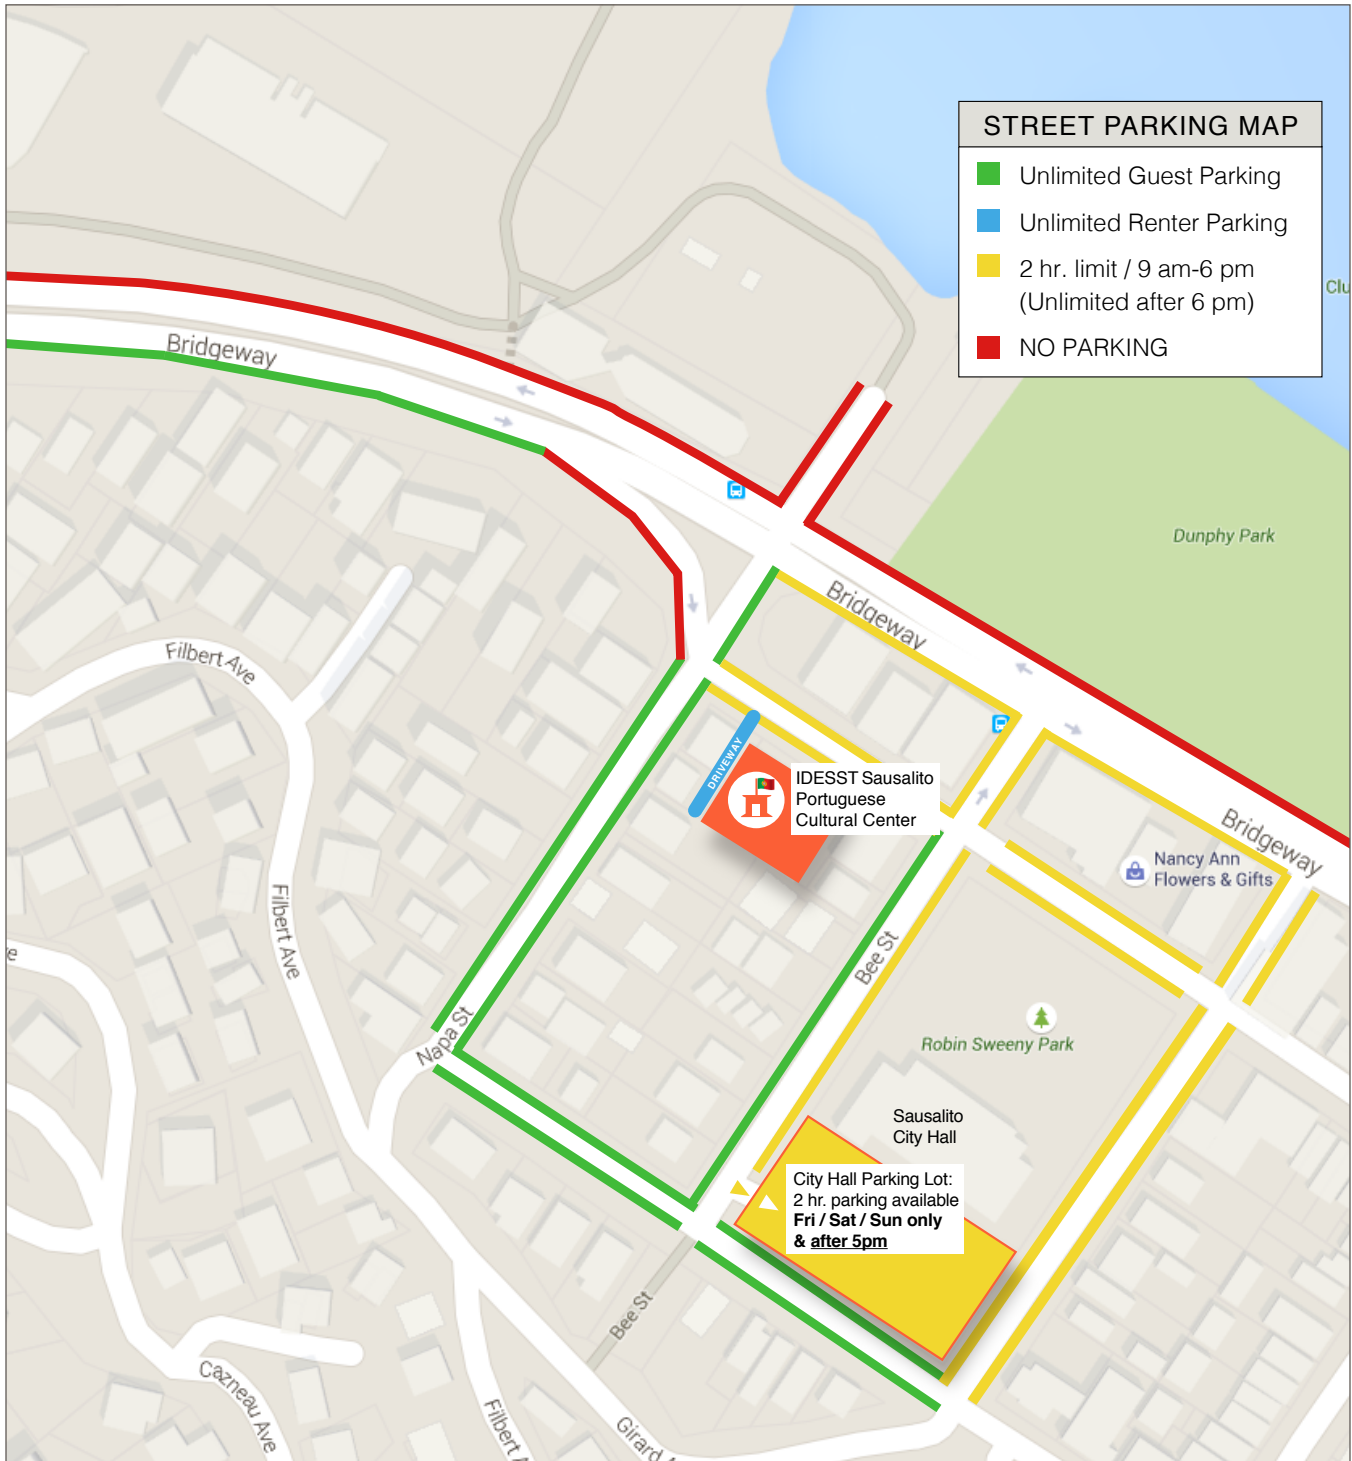 STREET PARKING MAP
Unlimited Guest Parking
Unlimited Renter Parking
2 hr. limit / 9 am-6 pm
(Unlimited after 6 pm)
NO PARKING
Clu
Bridgeway
Dunphy Park
Bridgeway
Filbert Ave
DRIVEWAY
IDESST Sausalito
Portuguese
Cultural Center
Bridgeway
Nancy Ann
Flowers & Gifts
Filbert Ave
Bee St
e
Napa St
Robin Sweeny Park
Sausalito
City Hall
City Hall Parking Lot:
2 hr. parking available
Fri / Sat / Sun only
& after 5pm
Bee St
Cazneau Ave
Filbert A
Girard A